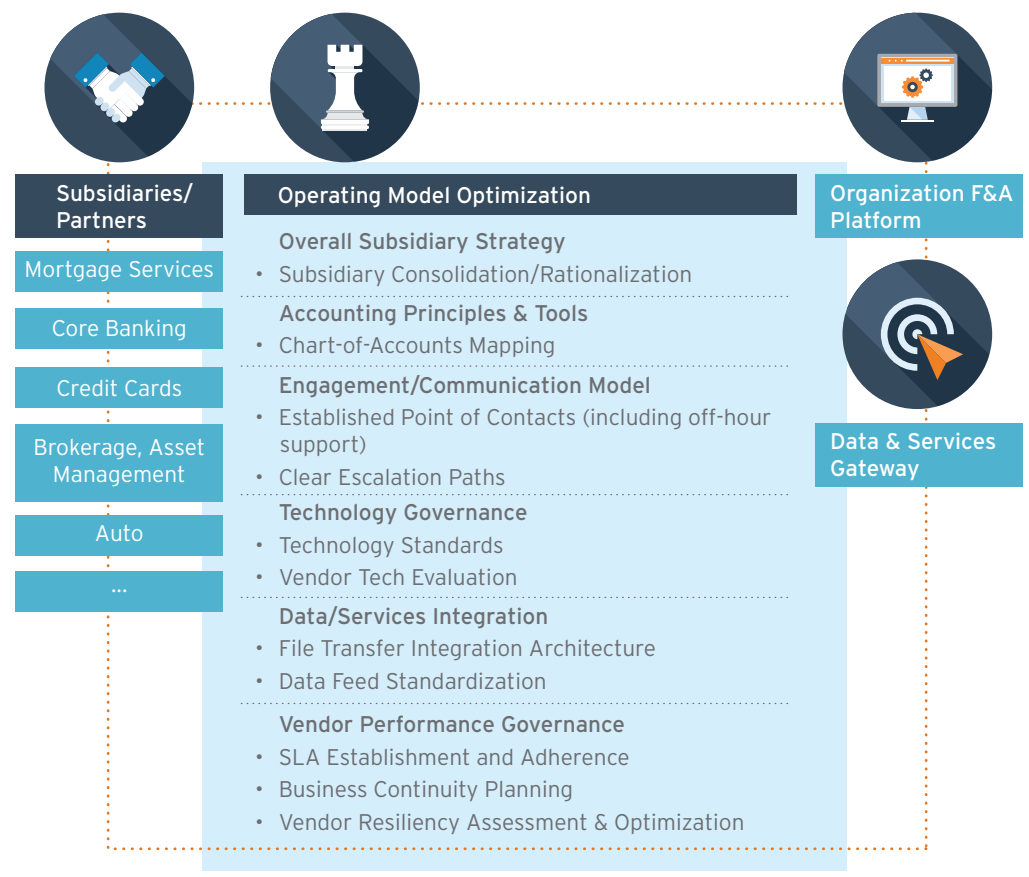 Subsidiaries/
Partners
Mortgage Services
Core Banking
Credit Cards
Brokerage, Asset
Management
Auto
...
Operating Model Optimization
Overall Subsidiary Strategy
• Subsidiary Consolidation/Rationalization
Accounting Principles & Tools
• Chart-of-Accounts Mapping
Engagement/Communication Model
• Established Point of Contacts (including off-hour
support)
• Clear Escalation Paths
Technology Governance
• Technology Standards
• Vendor Tech Evaluation
Data/Services Integration
• File Transfer Integration Architecture
• Data Feed Standardization
Vendor Performance Governance
• SLA Establishment and Adherence
• Business Continuity Planning
• Vendor Resiliency Assessment & Optimization
Organization F&A
Platform
Data & Services
Gateway